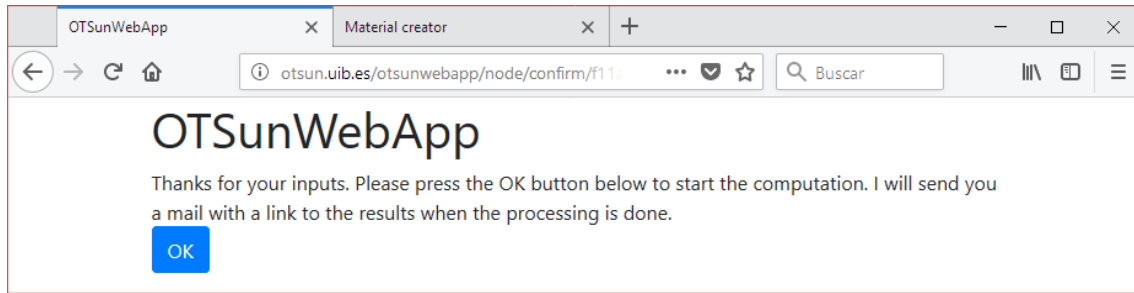 OTSunWebApp
Material creator
otsun.uib.es/otsunwebapp/node/confirm/f11
Buscar
OTSunWebApp
Thanks for your inputs. Please press the OK button below to start the computation. I will send you
a mail with a link to the results when the processing is done.
OK